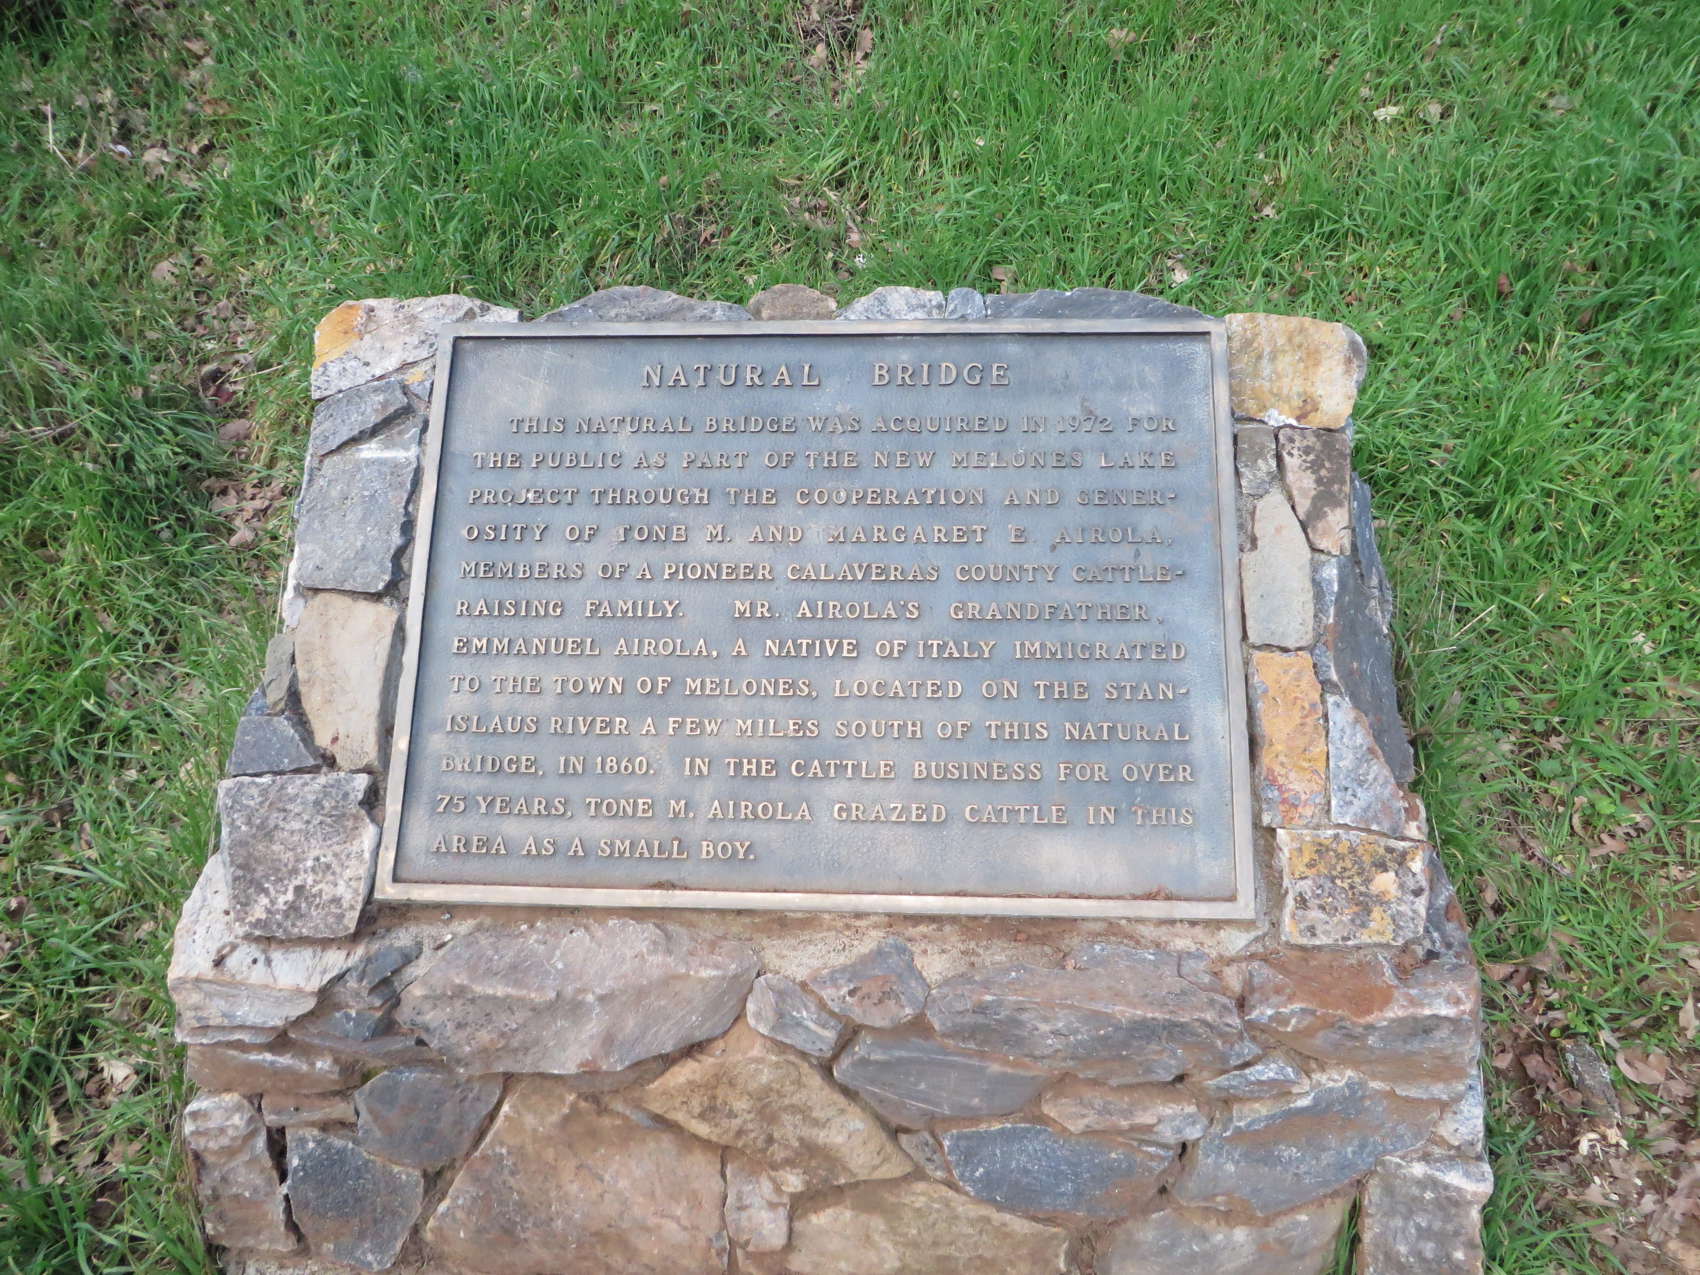 NATURAL BRIDGE
THIS NATURAL BRIDGE WAS ACQUIRED IN 1972 FOR
THE PUBLIC AS PART OF THE NEW MELONES LAKE
PROJECT THROUGH THE COOPERATION AND GENER-
OSITY OF TONE M. AND MARGARET E. AIROLA,
MEMBERS OF A PIONEER CALAVERAS COUNTY CATTLE-
RAISING FAMILY. MR. AIROLA'S GRANDFATHER,
EMMANUEL AIROLA, A NATIVE OF ITALY IMMIGRATED
TO THE TOWN OF MELONES, LOCATED ON THE STAN-
ISLAUS RIVER A FEW MILES SOUTH OF THIS NATURAL
BRIDGE, IN 1860. IN THE CATTLE BUSINESS FOR OVER
75 YEARS, TONE M. AIROLA GRAZED CATTLE IN THIS
AREA AS A SMALL BOY.